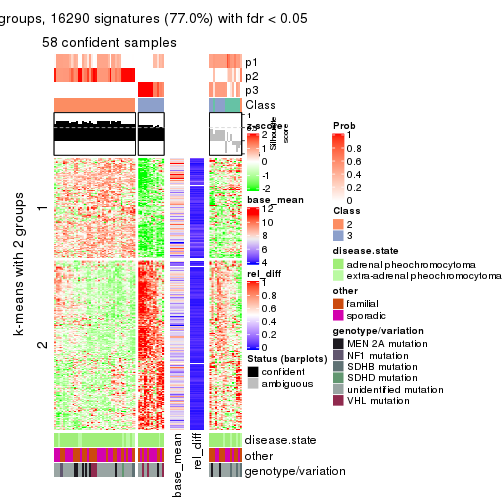 groups, 16290 signatures (77.0%) with fdr < 0.05
58 confident samples
p1
p2
p3
Class
1
0.5
Silhouette
score
z-score
2
1
0
-1
-2
base_mean
12
10
8
6
4
rel_diff
1
0.8
0.6
0.4
0.2
0
Status (barplots)
confident
ambiguous
Prob
1
0.8
0.6
0.4
0.2
0
Class
2
3
disease.state
adrenal pheochromocytoma
extra-adrenal pheochromocytoma
other
familial
sporadic
genotype/variation
MEN 2A mutation
NF1 mutation
SDHB mutation
SDHD mutation
unidentified mutation
VHL mutation
k-means with 2 groups
1
2
disease.state
other
genotype/variation
base_mean
rel_diff